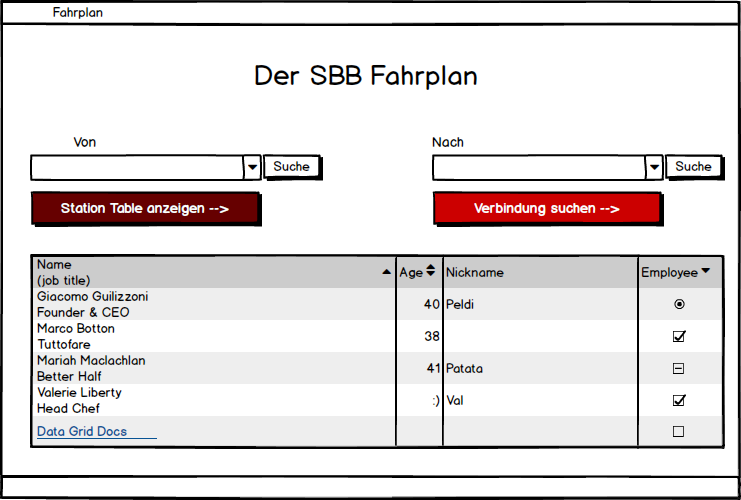 Fahrplan
Der SBB Fahrplan
Von
Nach
Suche
Suche
Station Table anzeigen -->
Verbindung suchen -->
Name
(job title)
Age
Nickname
Employee
Giacomo Guilizzoni
Founder & CEO
40
Peldi
Marco Botton
Tuttofare
38
Mariah Maclachlan
Better Half
41
Patata
Valerie Liberty
Head Chef
:)
Val
Data Grid Docs